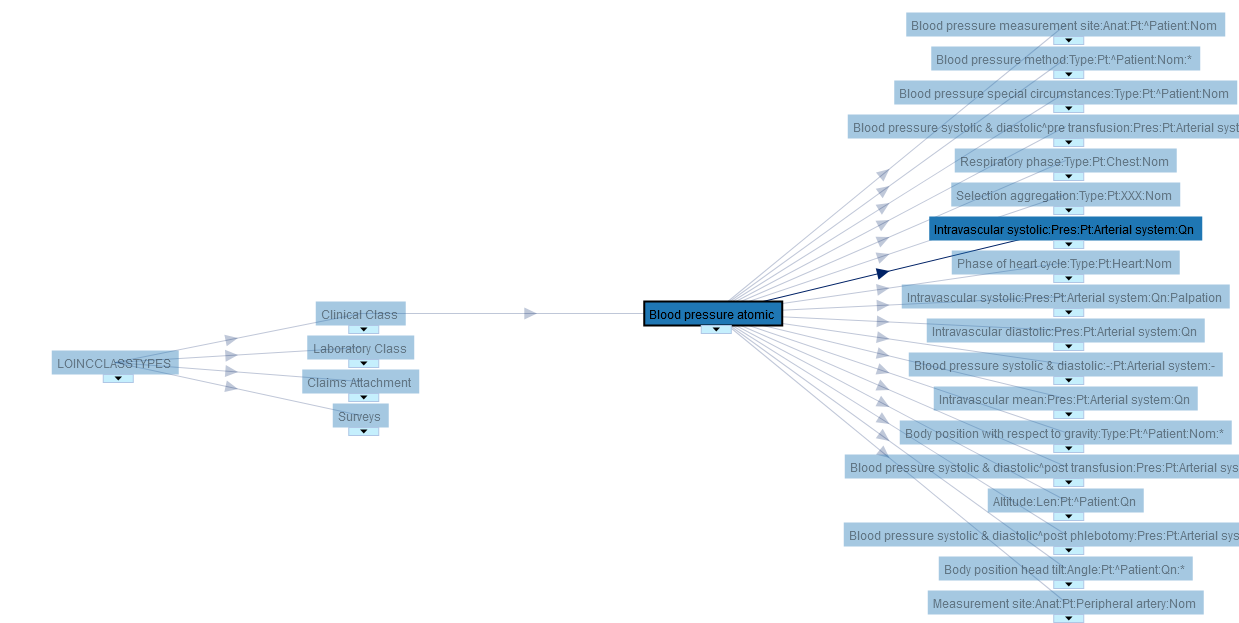 LOINCCLASSTYPES
Clinical Class
Laboratory Class
Claims Attachment
Surveys
Blood pressure atomic
Blood pressure measurement site:Anat:Pt:^Patient:Nom
Blood pressure method:Type:Pt:^Patient:Nom:*
Blood pressure special circumstances:Type:Pt:^Patient:Nom
Blood pressure systolic & diastolic^pre transfusion:Pres:Pt:Arterial syst
Respiratory phase:Type:Pt:Chest:Nom
Selection aggregation:Type:Pt:XXX:Nom
Intravascular systolic:Pres:Pt:Arterial system:Qn
Phase of heart cycle:Type:Pt:Heart:Nom
Intravascular systolic:Pres:Pt:Arterial system:Qn:Palpation
Intravascular diastolic:Pres:Pt:Arterial system:Qn
Blood pressure systolic & diastolic:-:Pt:Arterial system:-
Intravascular mean:Pres:Pt:Arterial system:Qn
Body position with respect to gravity:Type:Pt:^Patient:Nom:*
Blood pressure systolic & diastolic^post transfusion:Pres:Pt:Arterial sys
Altitude:Len:Pt:^Patient:Qn
Blood pressure systolic & diastolic^post phlebotomy:Pres:Pt:Arterial sys
Body position head tilt:Angle:Pt:^Patient:Qn:*
Measurement site:Anat:Pt:Peripheral artery:Nom